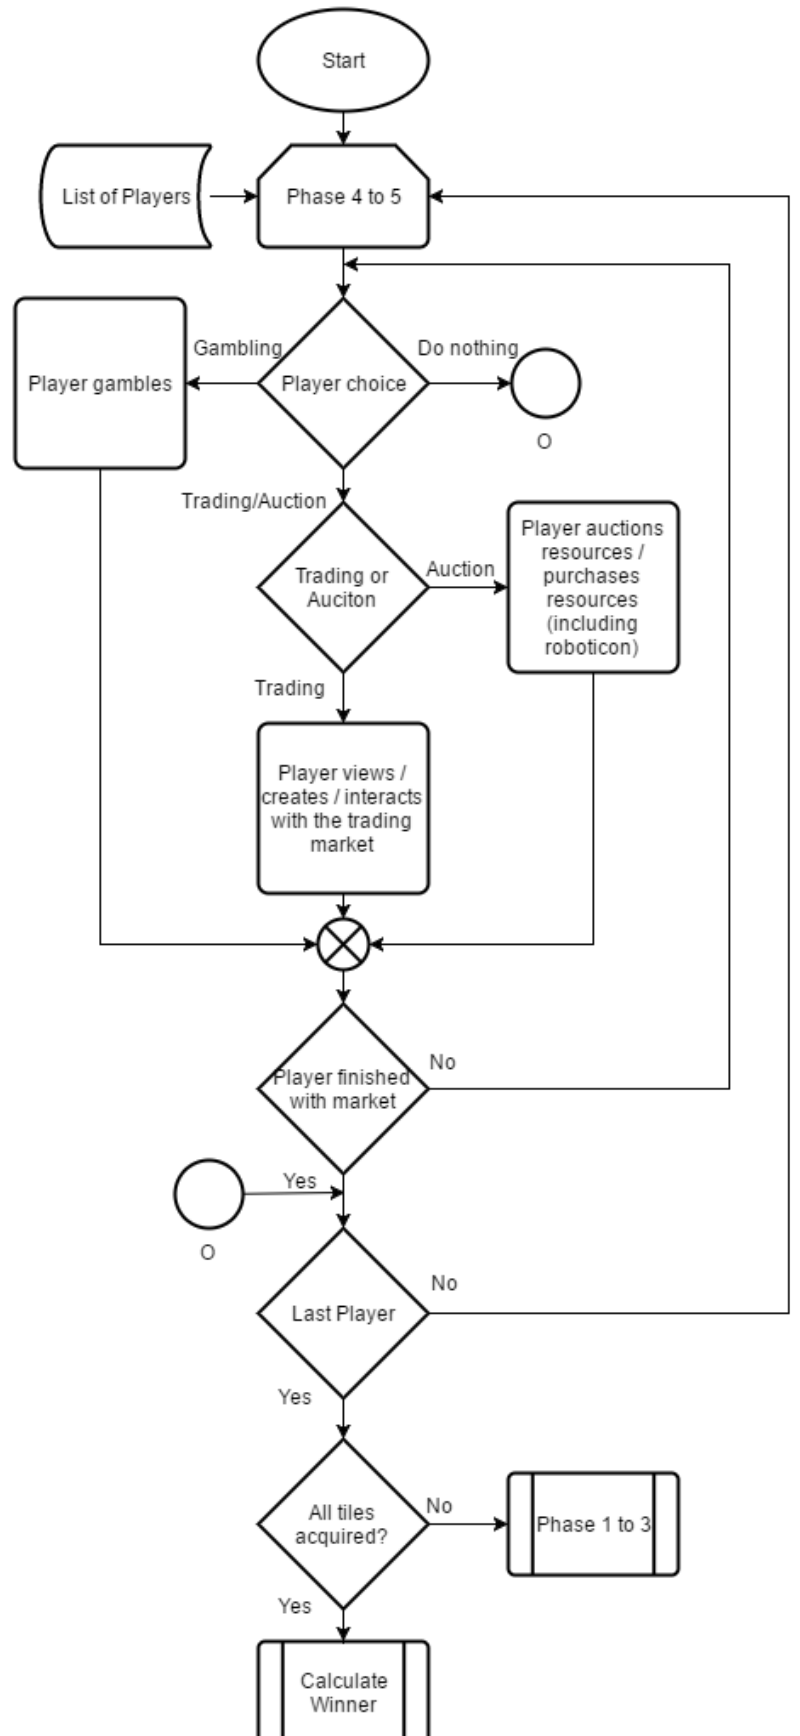 Start
List of Players
Phase 4 to 5
Gambling
Do nothing
Player gambles
Player choice
O
Trading/Auction
Trading or
Auciton
Auction
Player auctions
resources /
purchases
resources
(including
roboticon)
Trading
Player views /
creates / interacts
with the trading
market
Player finished
with market
No
Yes
O
Last Player
No
Yes
All tiles
acquired?
No
Phase 1 to 3
Yes
Calculate
Winner